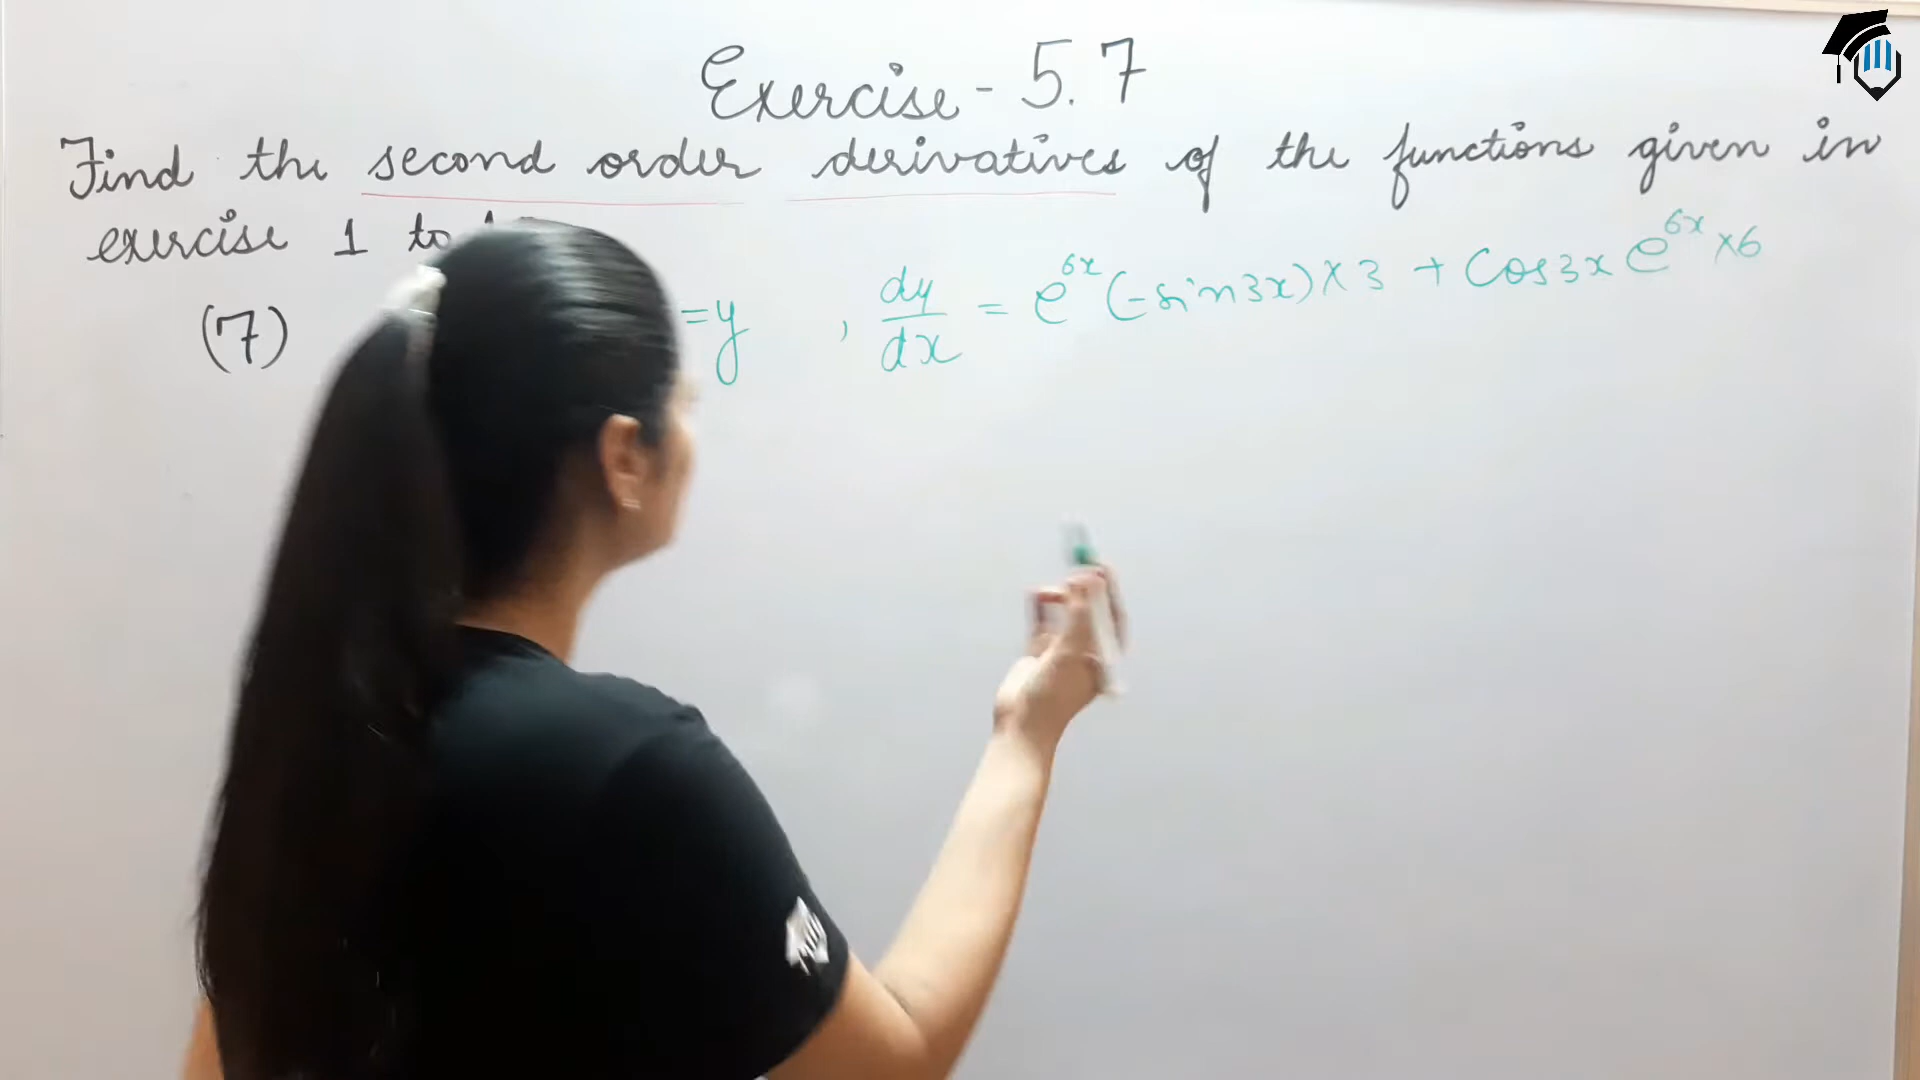 Exercise - 5.7
Find the second order derivatives of the functions given in
exercise 1 to
(7) =y , dy/dx = e^6x (-sin3x)×3 + Cos3x e^6x ×6